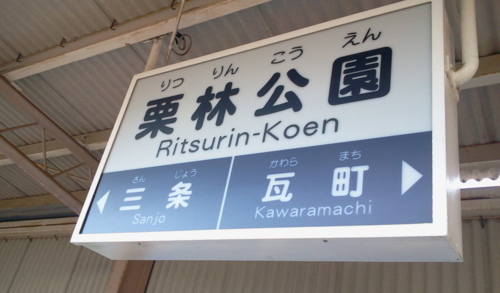 りつ りん こう えん
栗林公園
Ritsurin-Koen
さん じょう
三条
Sanjo
かわら まち
瓦町
Kawaramachi